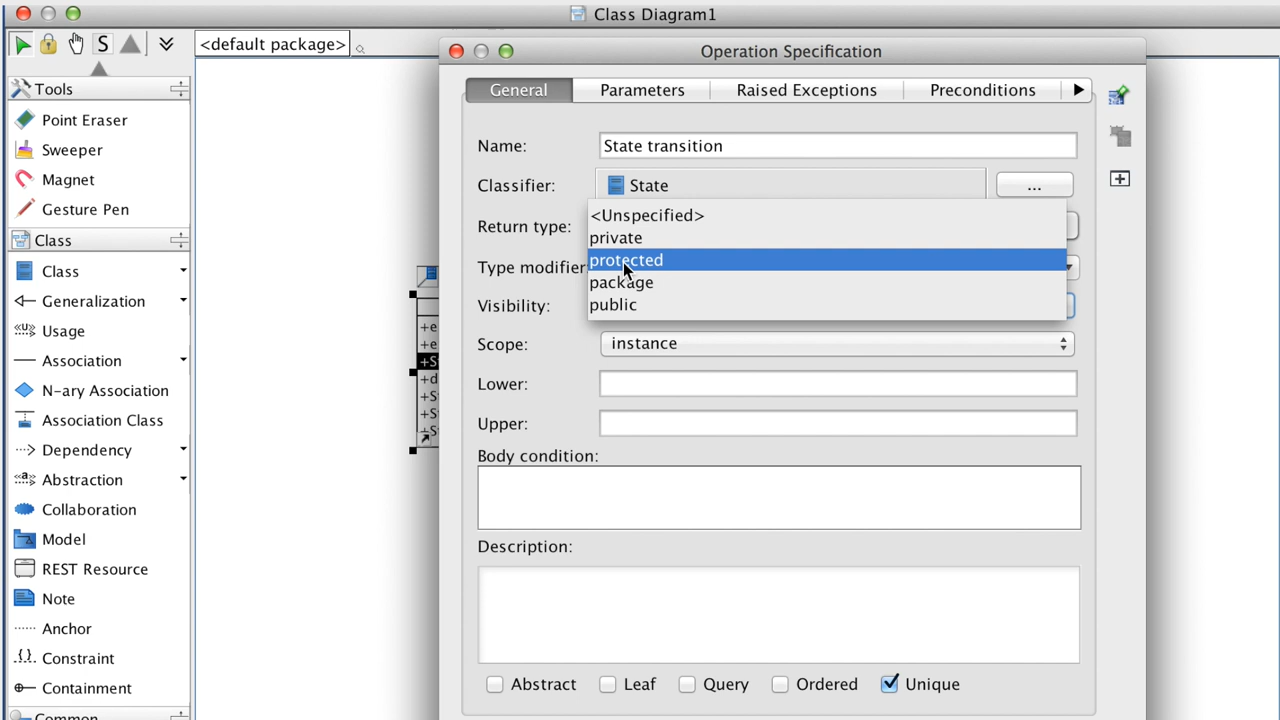 Class Diagram1
S
<default package>
Operation Specification
Tools
Point Eraser
Sweeper
Magnet
Gesture Pen
Class
Class
Generalization
Usage
Association
N-ary Association
Association Class
Dependency
Abstraction
Collaboration
Model
REST Resource
Note
Anchor
Constraint
Containment
Common
+e
+e
+S
+d
+S
+S
+S
General
Parameters
Raised Exceptions
Preconditions
Name:
State transition
Classifier:
State
...
Return type:
Type modifier
Visibility:
<Unspecified>
private
protected
package
public
Scope:
instance
Lower:
Upper:
Body condition:
Description:
Abstract
Leaf
Query
Ordered
Unique